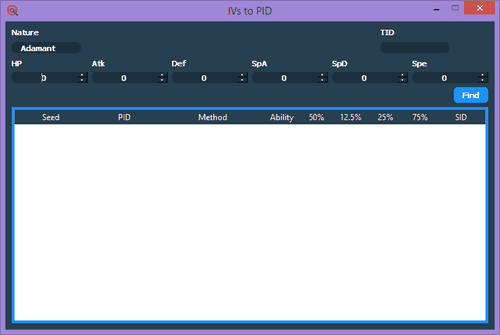 IVs to PID
Nature TID
Adamant
HP Atk Def SpA SpD Spe
0 0 0 0 0 0
Find
Seed PID Method Ability 50% 12.5% 25% 75% SID